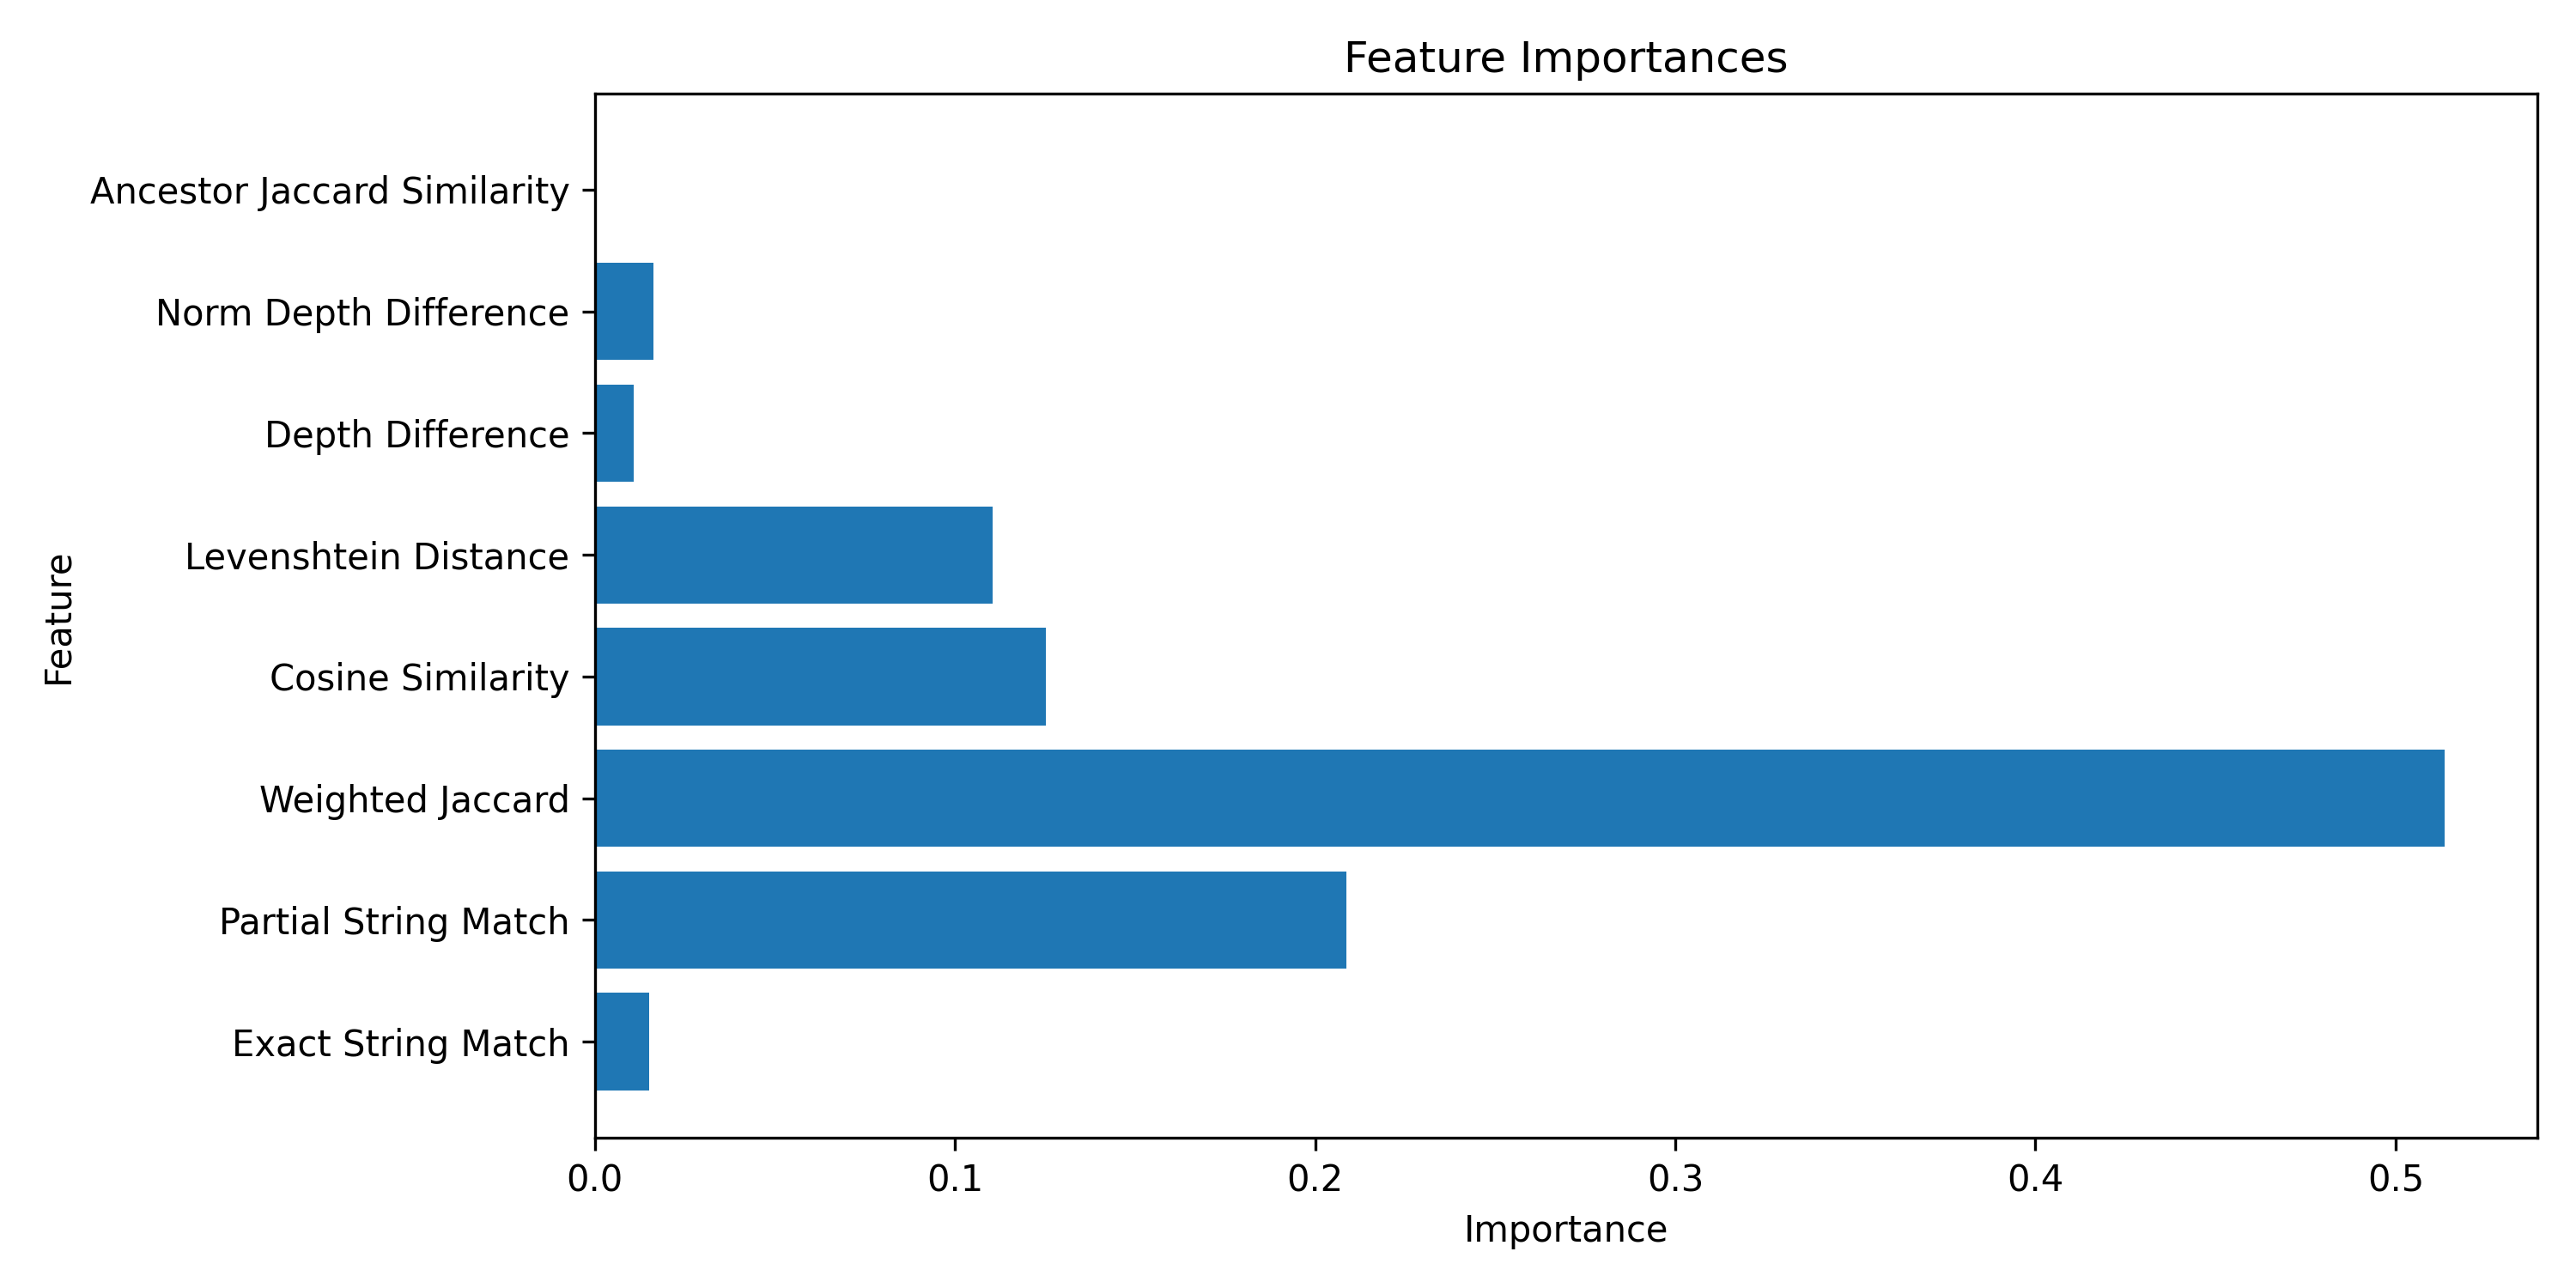 Feature Importances
Ancestor Jaccard Similarity
Norm Depth Difference
Depth Difference
Levenshtein Distance
Cosine Similarity
Weighted Jaccard
Partial String Match
Exact String Match
Feature
0.0 0.1 0.2 0.3 0.4 0.5
Importance